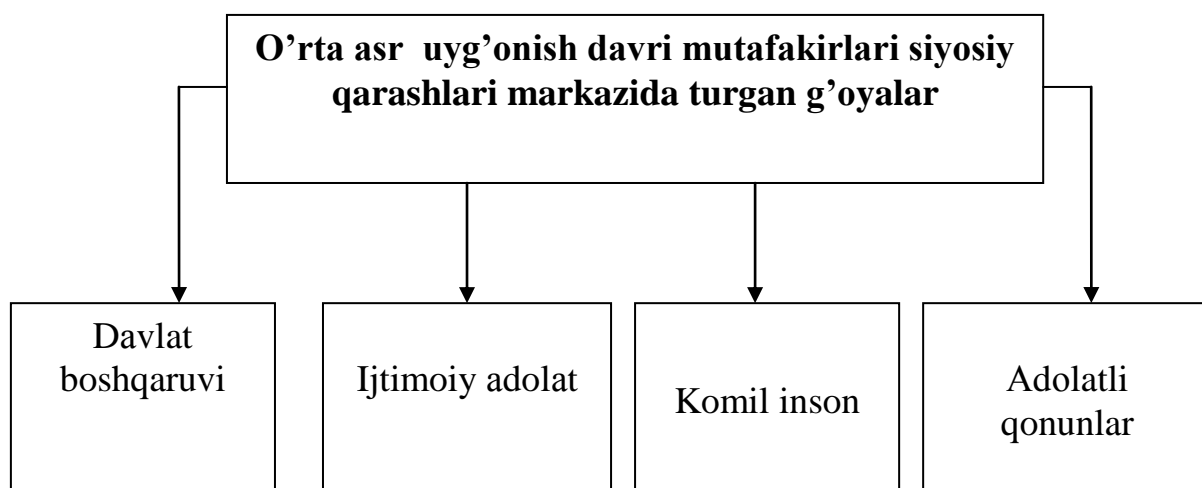 O’rta asr uyg’onish davri mutafakirlari siyosiy
qarashlari markazida turgan g’oyalar
Davlat
boshqaruvi
Ijtimoiy adolat
Komil inson
Adolatli
qonunlar